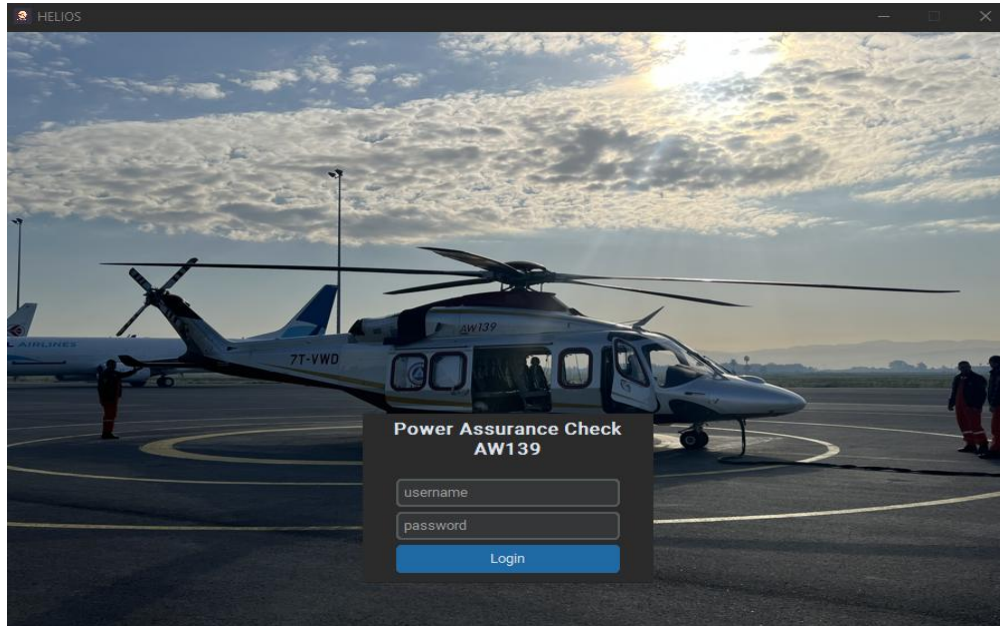 HELIOS
AW139
AIRLINES
7T-VWD
Power Assurance Check
AW139
username
password
Login